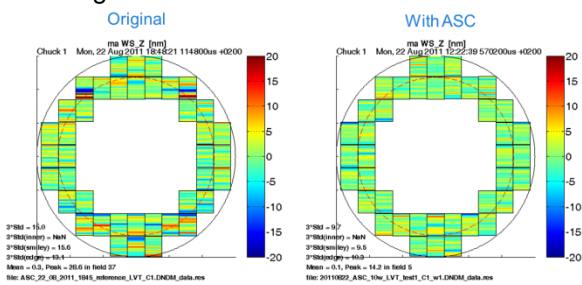 Original
With ASC
ma WS_Z [nm]
Chuck 1 Mon, 22 Aug 2011 18:48:21 114800us +0200
20
15
10
5
0
-5
-10
-15
-20
3*Std = 15.0
3*Std(inner) = NaN
3*Std(smiley) = 15.6
3*Std(edge) = 13.1
Mean = 0.3, Peak = 28.6 in field 37
file: ASC_22_08_2011_1845_reference_LVT_C1.DNDM_data.res
ma WS_Z [nm]
Chuck 1 Mon, 22 Aug 2011 12:22:39 570200us +0200
20
15
10
5
0
-5
-10
-15
-20
3*Std = 9.7
3*Std(inner) = NaN
3*Std(smiley) = 9.5
3*Std(edge) = 10.3
Mean = 0.1, Peak = 14.2 in field 5
file: 20110822_ASC_10w_LVT_test1_C1_w1.DNDM_data.res